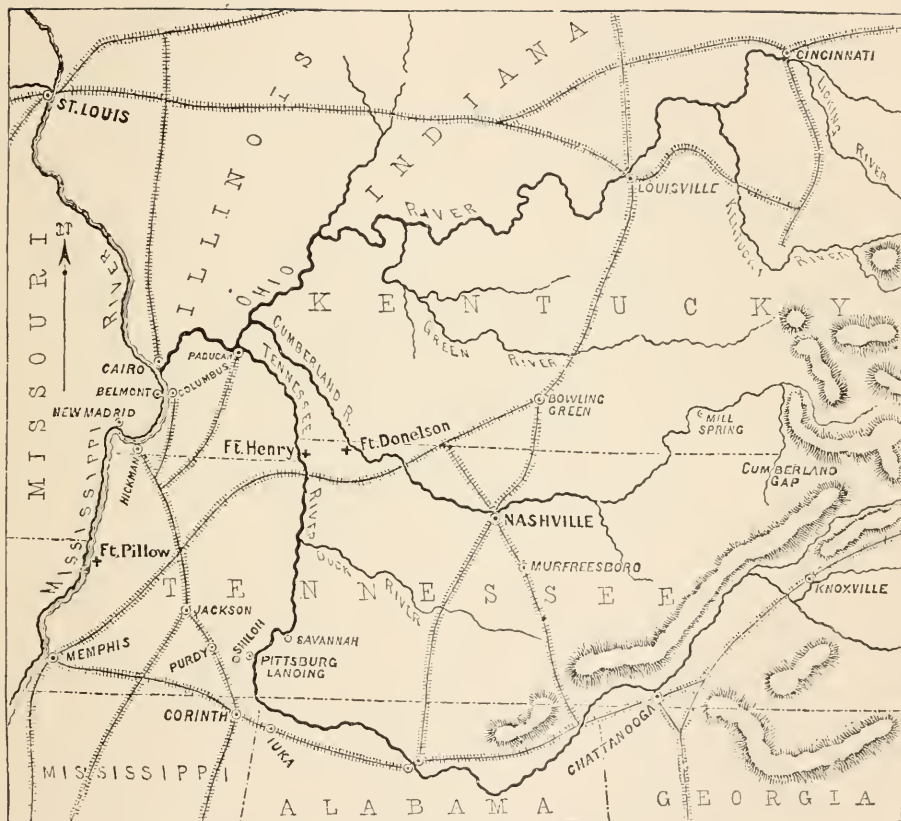 CINCINNATI
ST. LOUIS
ILLINOIS
INDIANA
LICKING RIVER
LOUISVILLE
KENTUCKY RIVER
OHIO RIVER
MISSOURI
N
RIVER
KENTUCKY
GREEN RIVER
CAIRO
PADUCAH
CUMBERLAND R.
TENNESSEE
BELMONT
COLUMBUS
NEW MADRID
BOWLING
GREEN
MILL
SPRING
HICKMAN
Ft. Henry
Ft. Donelson
CUMBERLAND
GAP
MISSISSIPPI
RIVER
NASHVILLE
Ft. Pillow
DUCK RIVER
MURFREESBORO
TENNESSEE
KNOXVILLE
JACKSON
SHILOH
SAVANNAH
MEMPHIS
PURDY
PITTSBURG
LANDING
CORINTH
IUKA
CHATTANOOGA
MISSISSIPPI
ALABAMA
GEORGIA